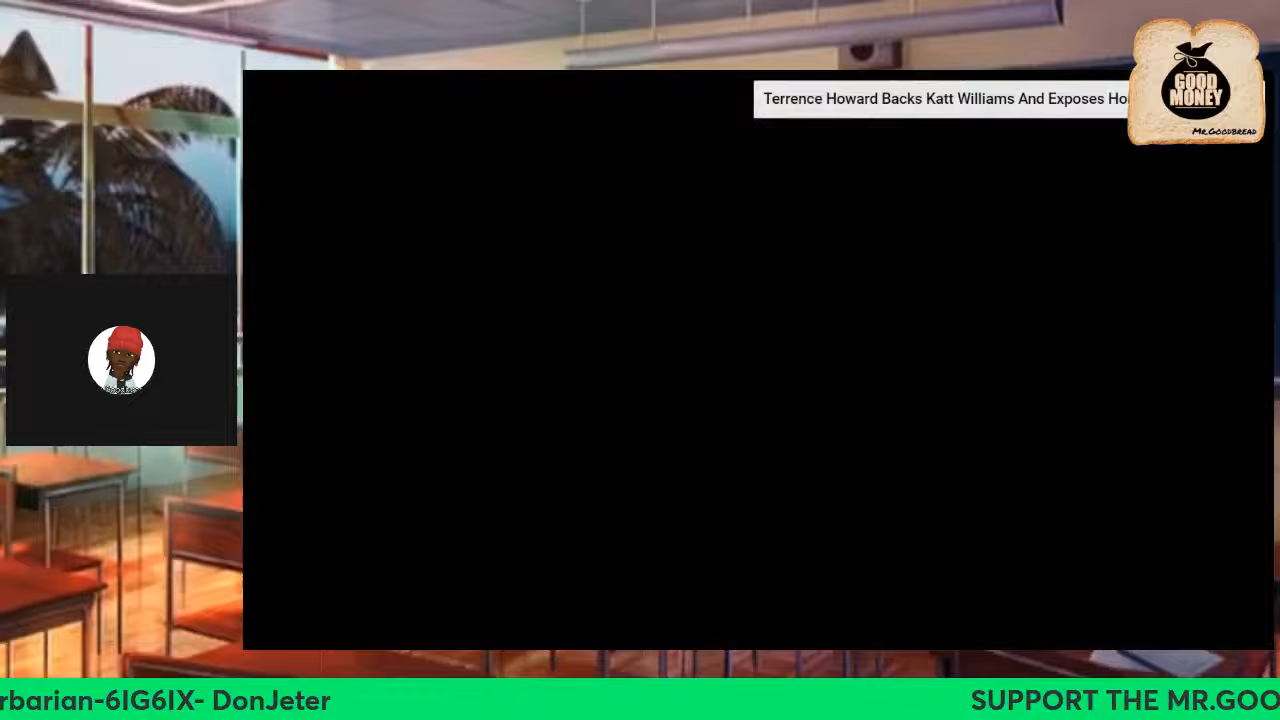 Terrence Howard Backs Katt Williams And Exposes Ho
GOOD
MONEY
MR.GOODBREAD
rbarian-6IG6IX- DonJeter
SUPPORT THE MR.GOO